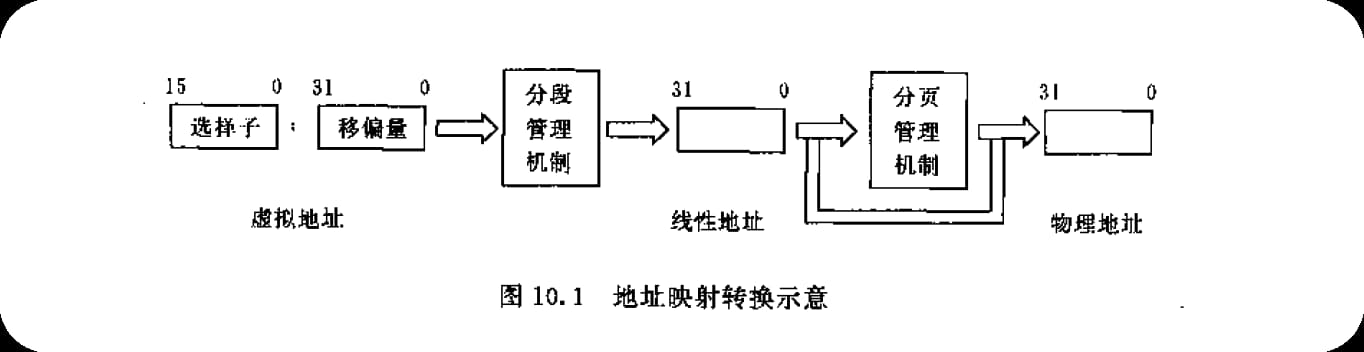 15 0 31 0 31 0 31 0
选择子 : 移偏量 分段管理机制 分页管理机制
虚拟地址 线性地址 物理地址
图 10.1 地址映射转换示意